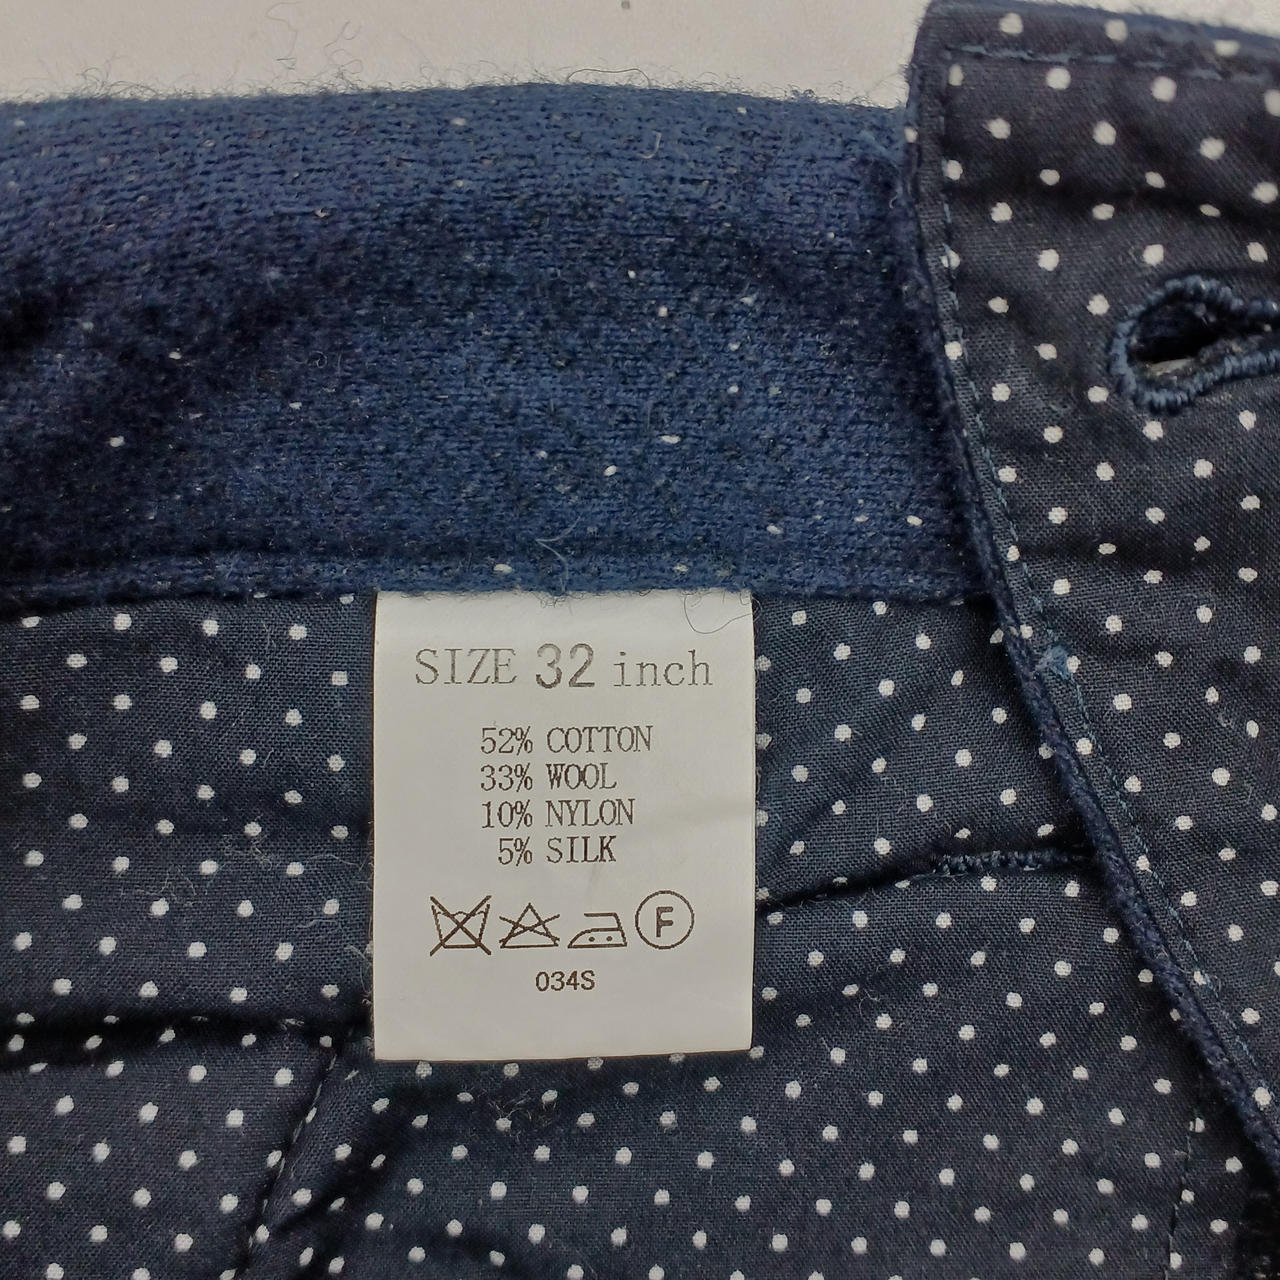 SIZE 32 inch
52% COTTON
33% WOOL
10% NYLON
5% SILK
F
034S